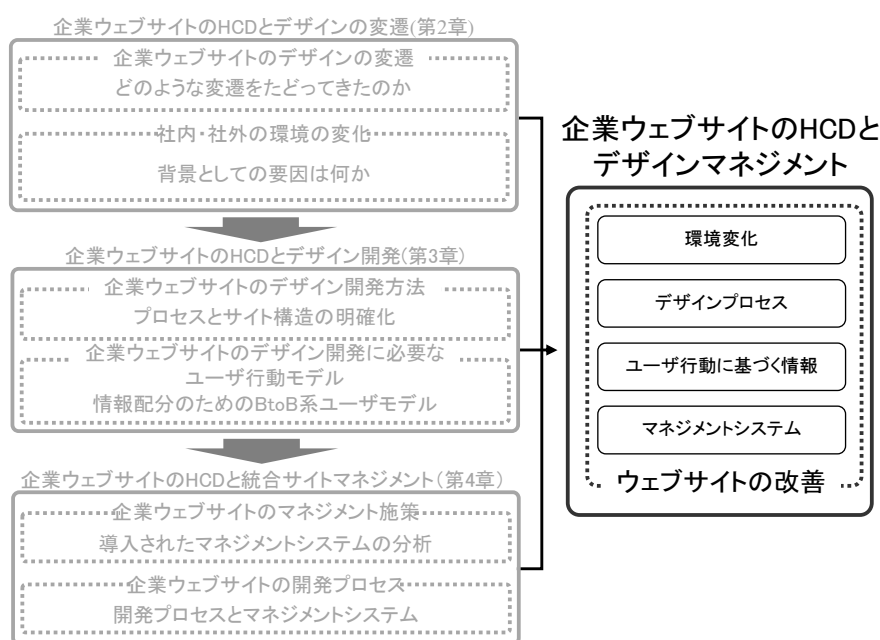 企業ウェブサイトのHCDとデザインの変遷(第2章)
企業ウェブサイトのデザインの変遷
どのような変遷をたどってきたのか
社内・社外の環境の変化
背景としての要因は何か
企業ウェブサイトのHCDとデザイン開発(第3章)
企業ウェブサイトのデザイン開発方法
プロセスとサイト構造の明確化
企業ウェブサイトのデザイン開発に必要な
ユーザ行動モデル
情報配分のためのBtoB系ユーザモデル
企業ウェブサイトのHCDと統合サイトマネジメント(第4章)
企業ウェブサイトのマネジメント施策
導入されたマネジメントシステムの分析
企業ウェブサイトの開発プロセス
開発プロセスとマネジメントシステム
企業ウェブサイトのHCDと
デザインマネジメント
環境変化
デザインプロセス
ユーザ行動に基づく情報
マネジメントシステム
ウェブサイトの改善